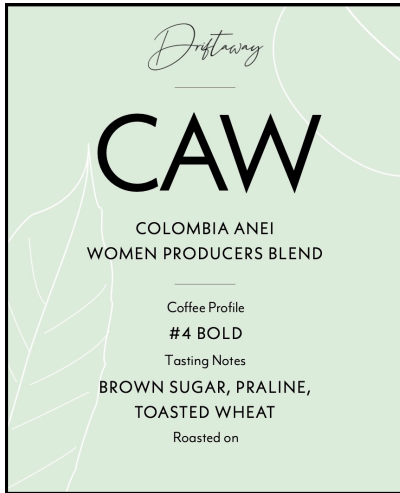 Driftaway
CAW
COLOMBIA ANEI
WOMEN PRODUCERS BLEND
Coffee Profile
#4 BOLD
Tasting Notes
BROWN SUGAR, PRALINE,
TOASTED WHEAT
Roasted on